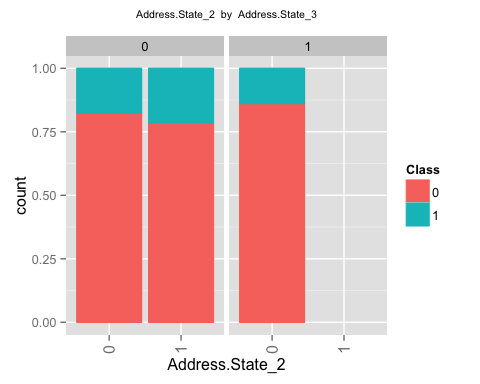 Address.State_2 by Address.State_3
0 1
1.00
0.75
0.50
0.25
0.00
count
0 1 0 1
Address.State_2
Class
0
1